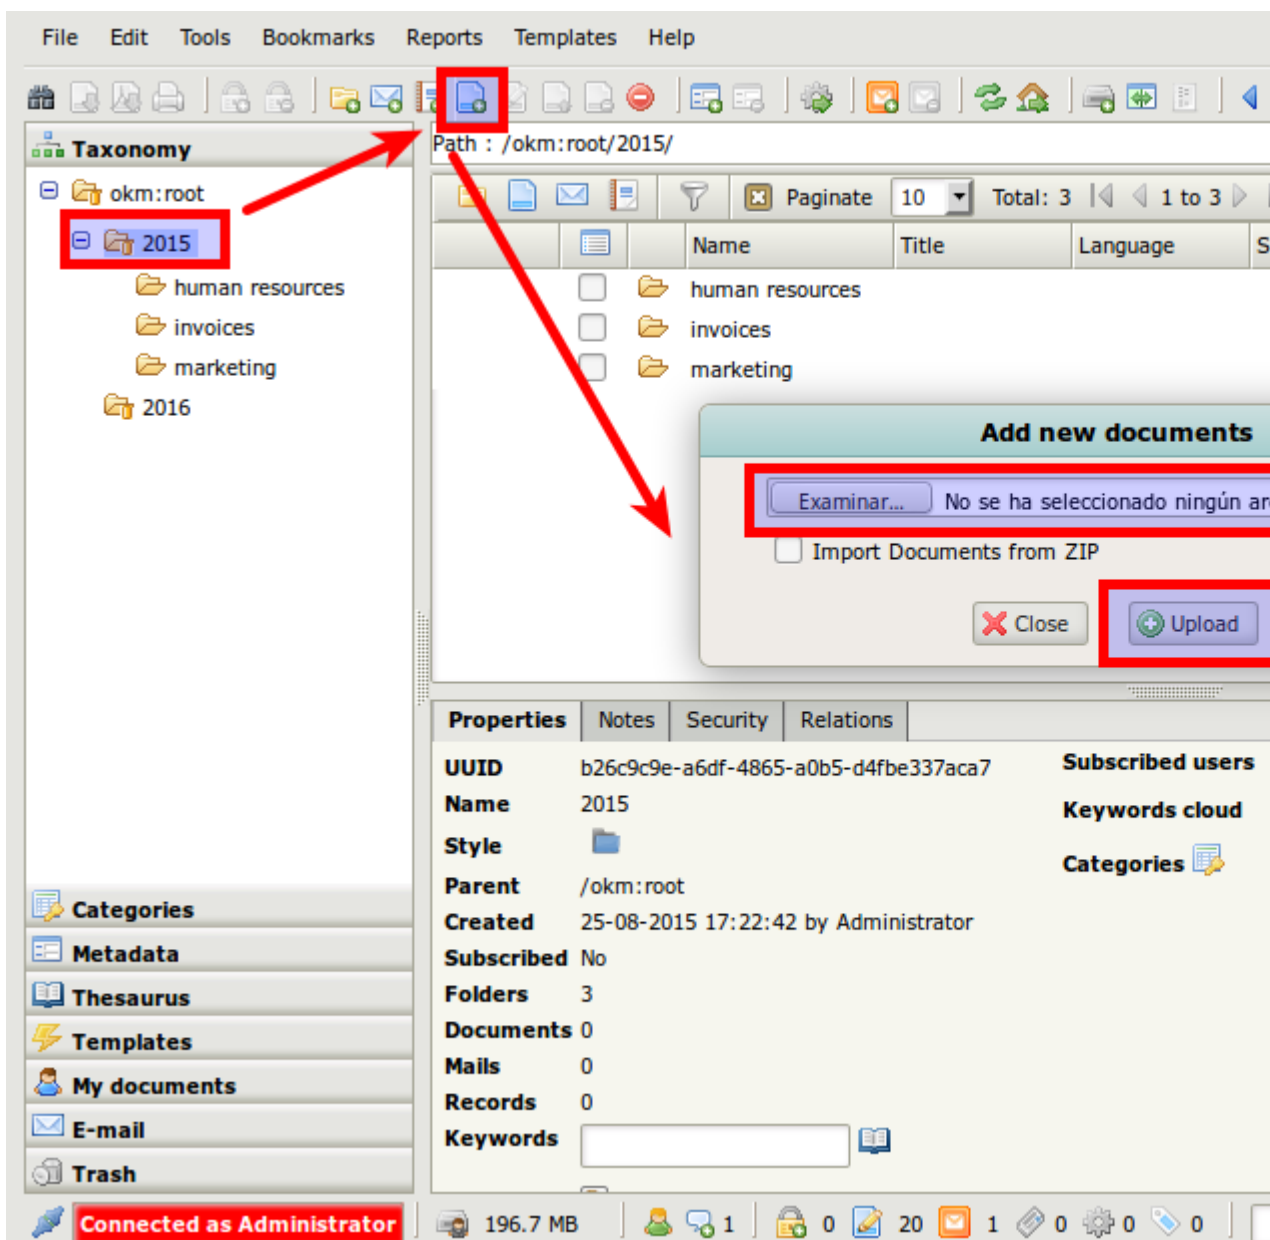 File Edit Tools Bookmarks Reports Templates Help
Taxonomy
okm:root
2015
human resources
invoices
marketing
2016
Path : /okm:root/2015/
Paginate 10 Total: 3 1 to 3
Name Title Language S
human resources
invoices
marketing
Add new documents
Examinar... No se ha seleccionado ningún ar
Import Documents from ZIP
Close Upload
Properties Notes Security Relations
UUID b26c9c9e-a6df-4865-a0b5-d4fbe337aca7
Name 2015
Style
Parent /okm:root
Created 25-08-2015 17:22:42 by Administrator
Subscribed No
Folders 3
Documents 0
Mails 0
Records 0
Keywords
Subscribed users
Keywords cloud
Categories
Categories
Metadata
Thesaurus
Templates
My documents
E-mail
Trash
Connected as Administrator 196.7 MB 1 0 20 1 0 0 0